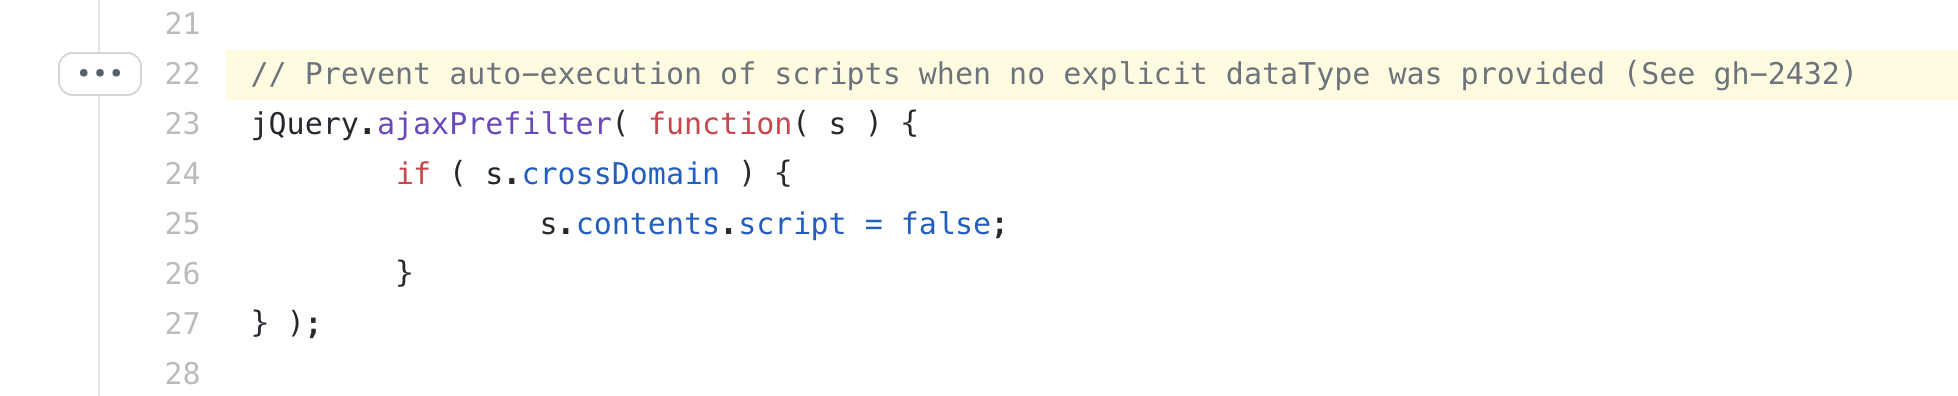 21
22 // Prevent auto-execution of scripts when no explicit dataType was provided (See gh-2432)
23 jQuery.ajaxPrefilter( function( s ) {
24         if ( s.crossDomain ) {
25                 s.contents.script = false;
26         }
27 } );
28